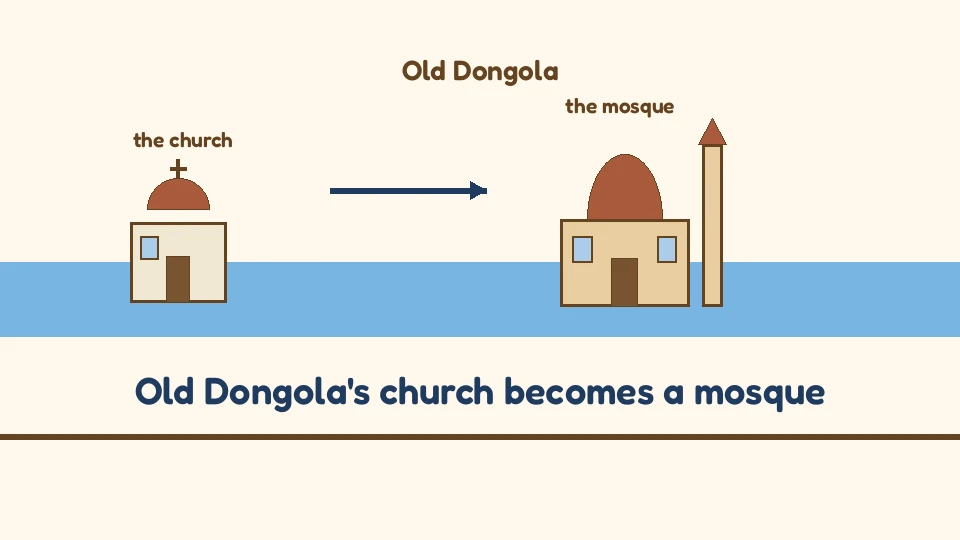 Old Dongola
the mosque
the church
Old Dongola's church becomes a mosque